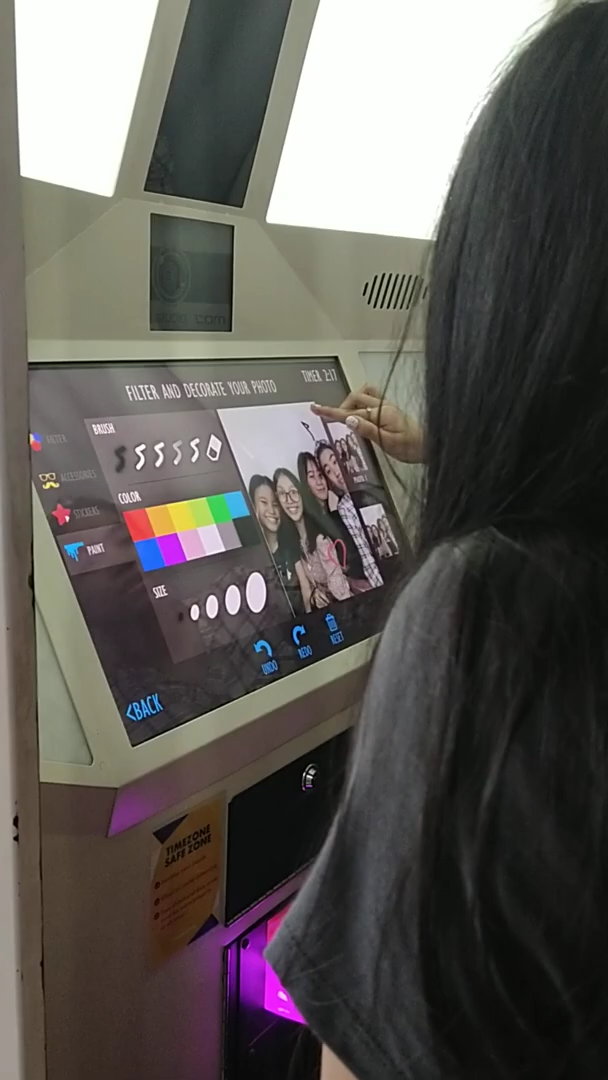 FILTER AND DECORATE YOUR PHOTO
TIMER 2:17
FILTER
ACCESSORIES
STICKERS
PAINT
BRUSH
COLOR
SIZE
UNDO
REDO
RESET
<BACK
TIMEZONE
SAFE ZONE